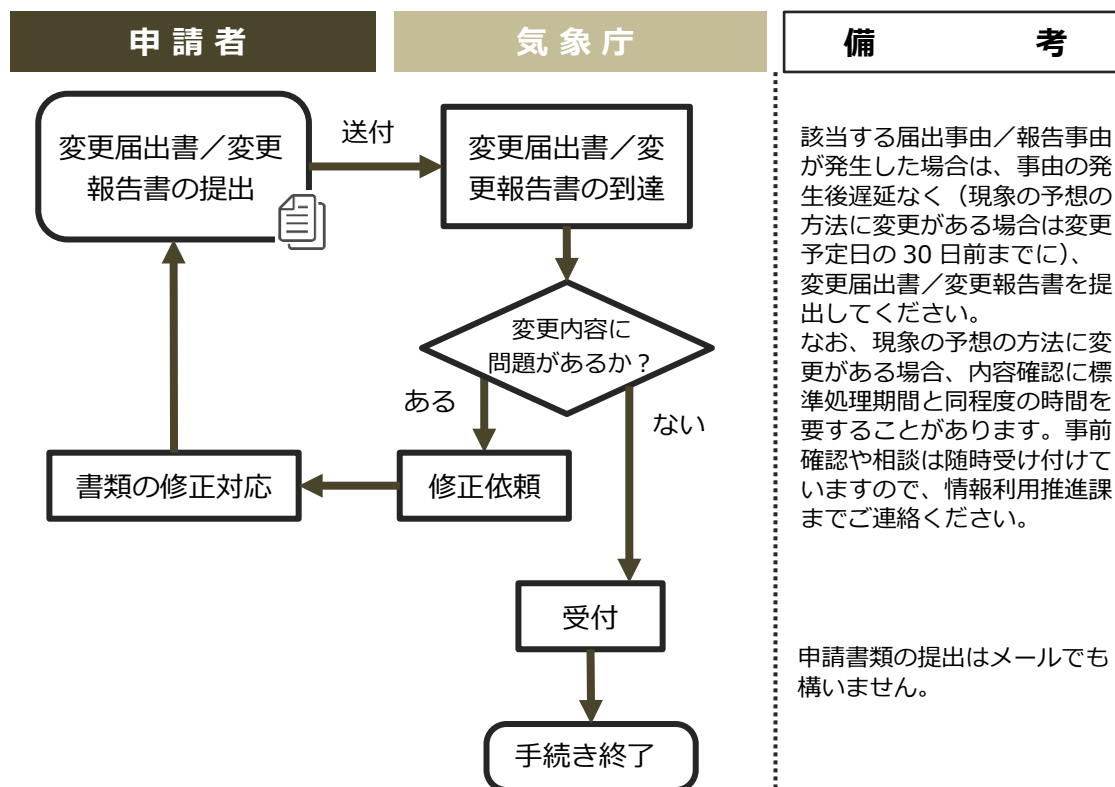 申請者
気象庁
備考
変更届出書／変更
報告書の提出
送付
変更届出書／変
更報告書の到達
変更内容に
問題があるか？
ある
ない
書類の修正対応
修正依頼
受付
手続き終了
該当する届出事由／報告事由
が発生した場合は、事由の発
生後遅延なく（現象の予想の
方法に変更がある場合は変更
予定日の 30 日前までに）、
変更届出書／変更報告書を提
出してください。
なお、現象の予想の方法に変
更がある場合、内容確認に標
準処理期間と同程度の時間を
要することがあります。事前
確認や相談は随時受け付けて
いますので、情報利用推進課
までご連絡ください。
申請書類の提出はメールでも
構いません。